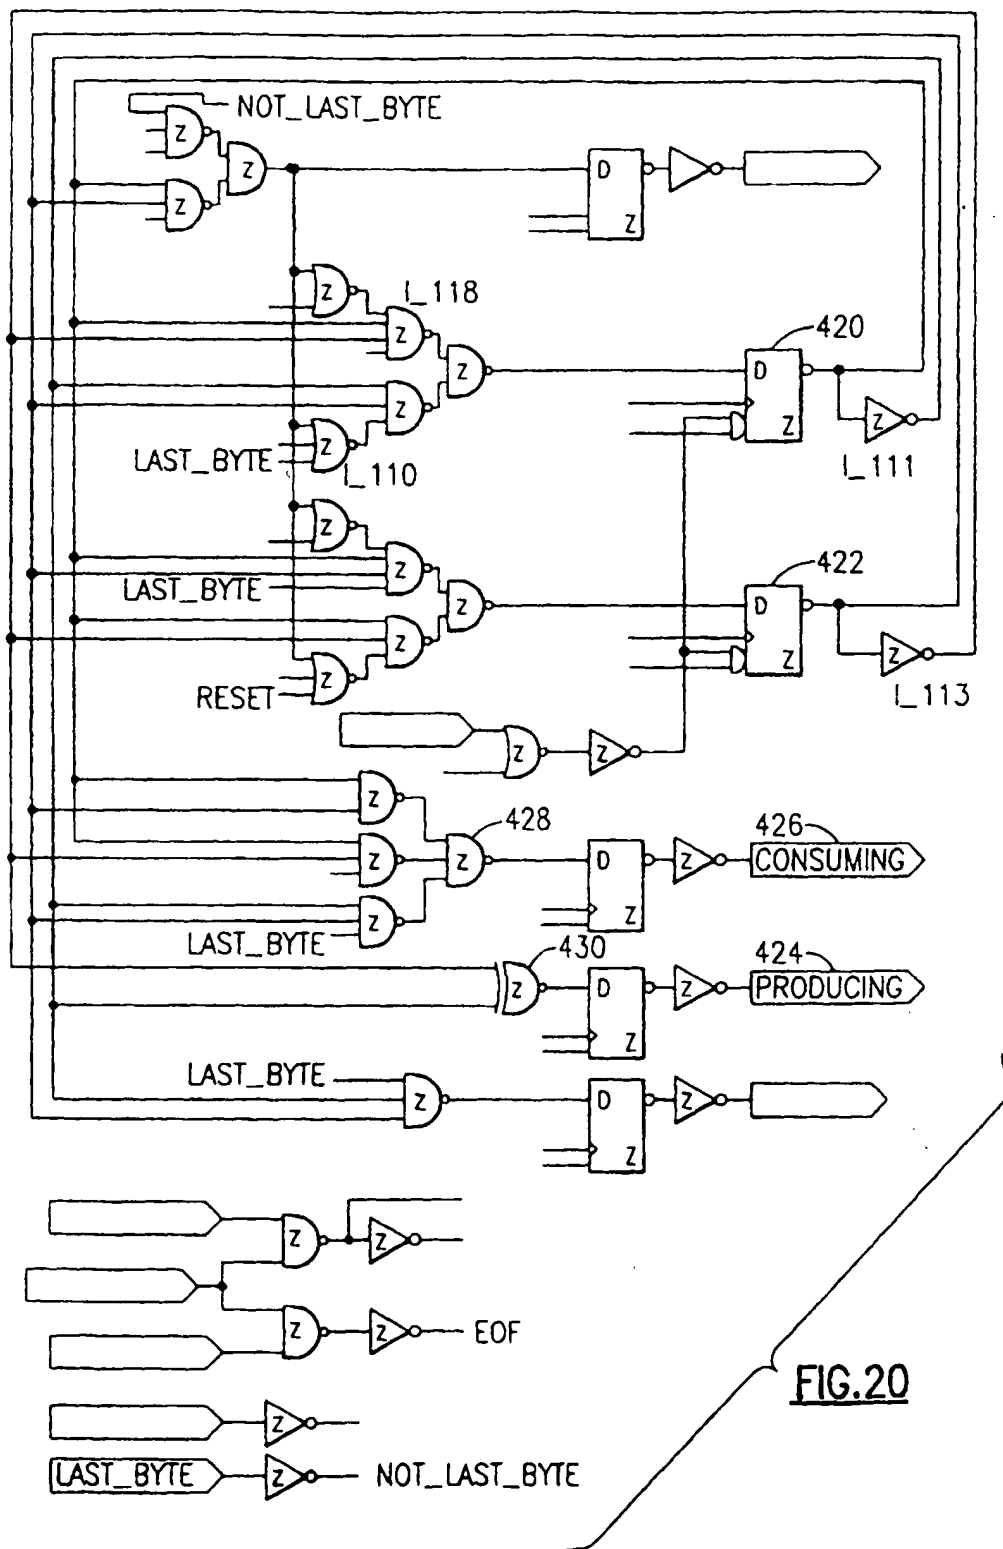 NOT_LAST_BYTE
Z
Z
Z
D
Z
I_118
Z
Z
420
Z
D
Z
Z
Z
LAST_BYTE
Z
I_110
Z
I_111
Z
422
LAST_BYTE
Z
Z
D
Z
Z
Z
RESET
Z
I_113
Z
Z
Z
428
426
Z
Z
D
Z
Z
CONSUMING
LAST_BYTE
Z
430
424
Z
D
Z
Z
PRODUCING
LAST_BYTE
Z
D
Z
Z
Z
Z
Z
Z
EOF
FIG.20
Z
LAST_BYTE
Z
NOT_LAST_BYTE